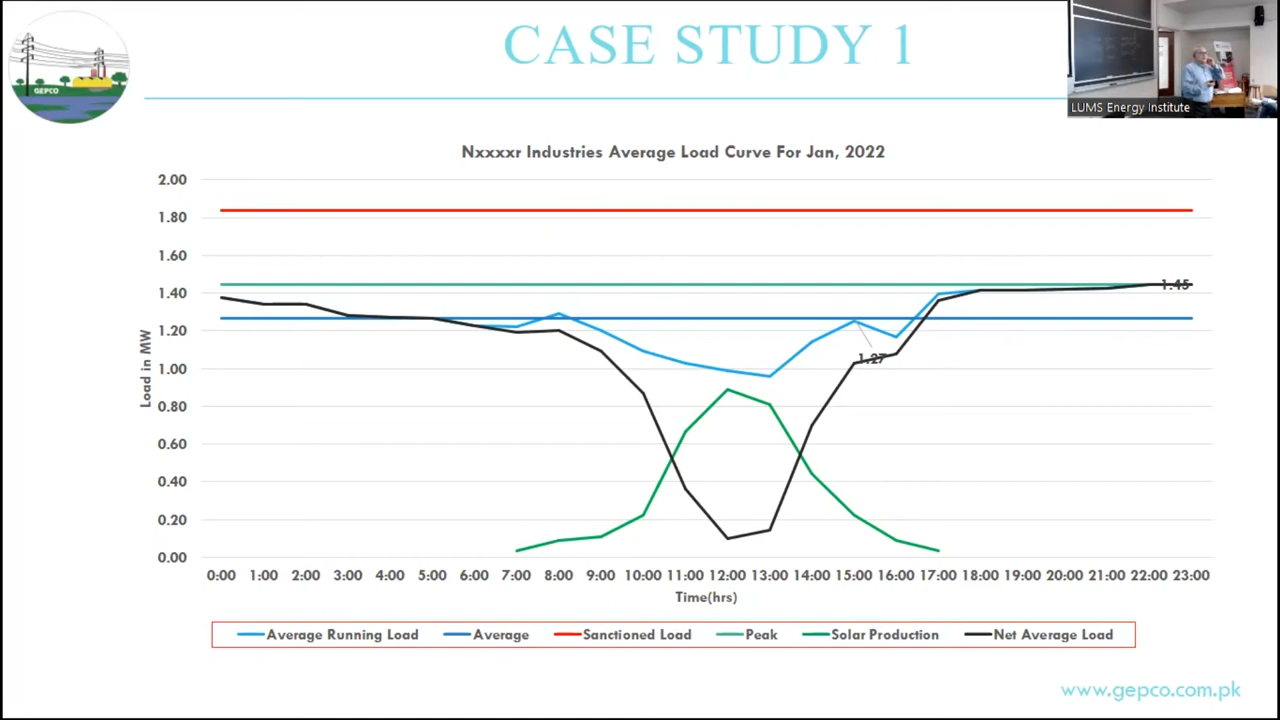 CASE STUDY 1
GEPCO
LUMS Energy Institute
Nxxxxr Industries Average Load Curve For Jan, 2022
2.00
1.80
1.60
1.40
1.20
1.00
0.80
0.60
0.40
0.20
0.00
Load in MW
1.45
1.27
0:00 1:00 2:00 3:00 4:00 5:00 6:00 7:00 8:00 9:00 10:00 11:00 12:00 13:00 14:00 15:00 16:00 17:00 18:00 19:00 20:00 21:00 22:00 23:00
Time(hrs)
Average Running Load Average Sanctioned Load Peak Solar Production Net Average Load
www.gepco.com.pk